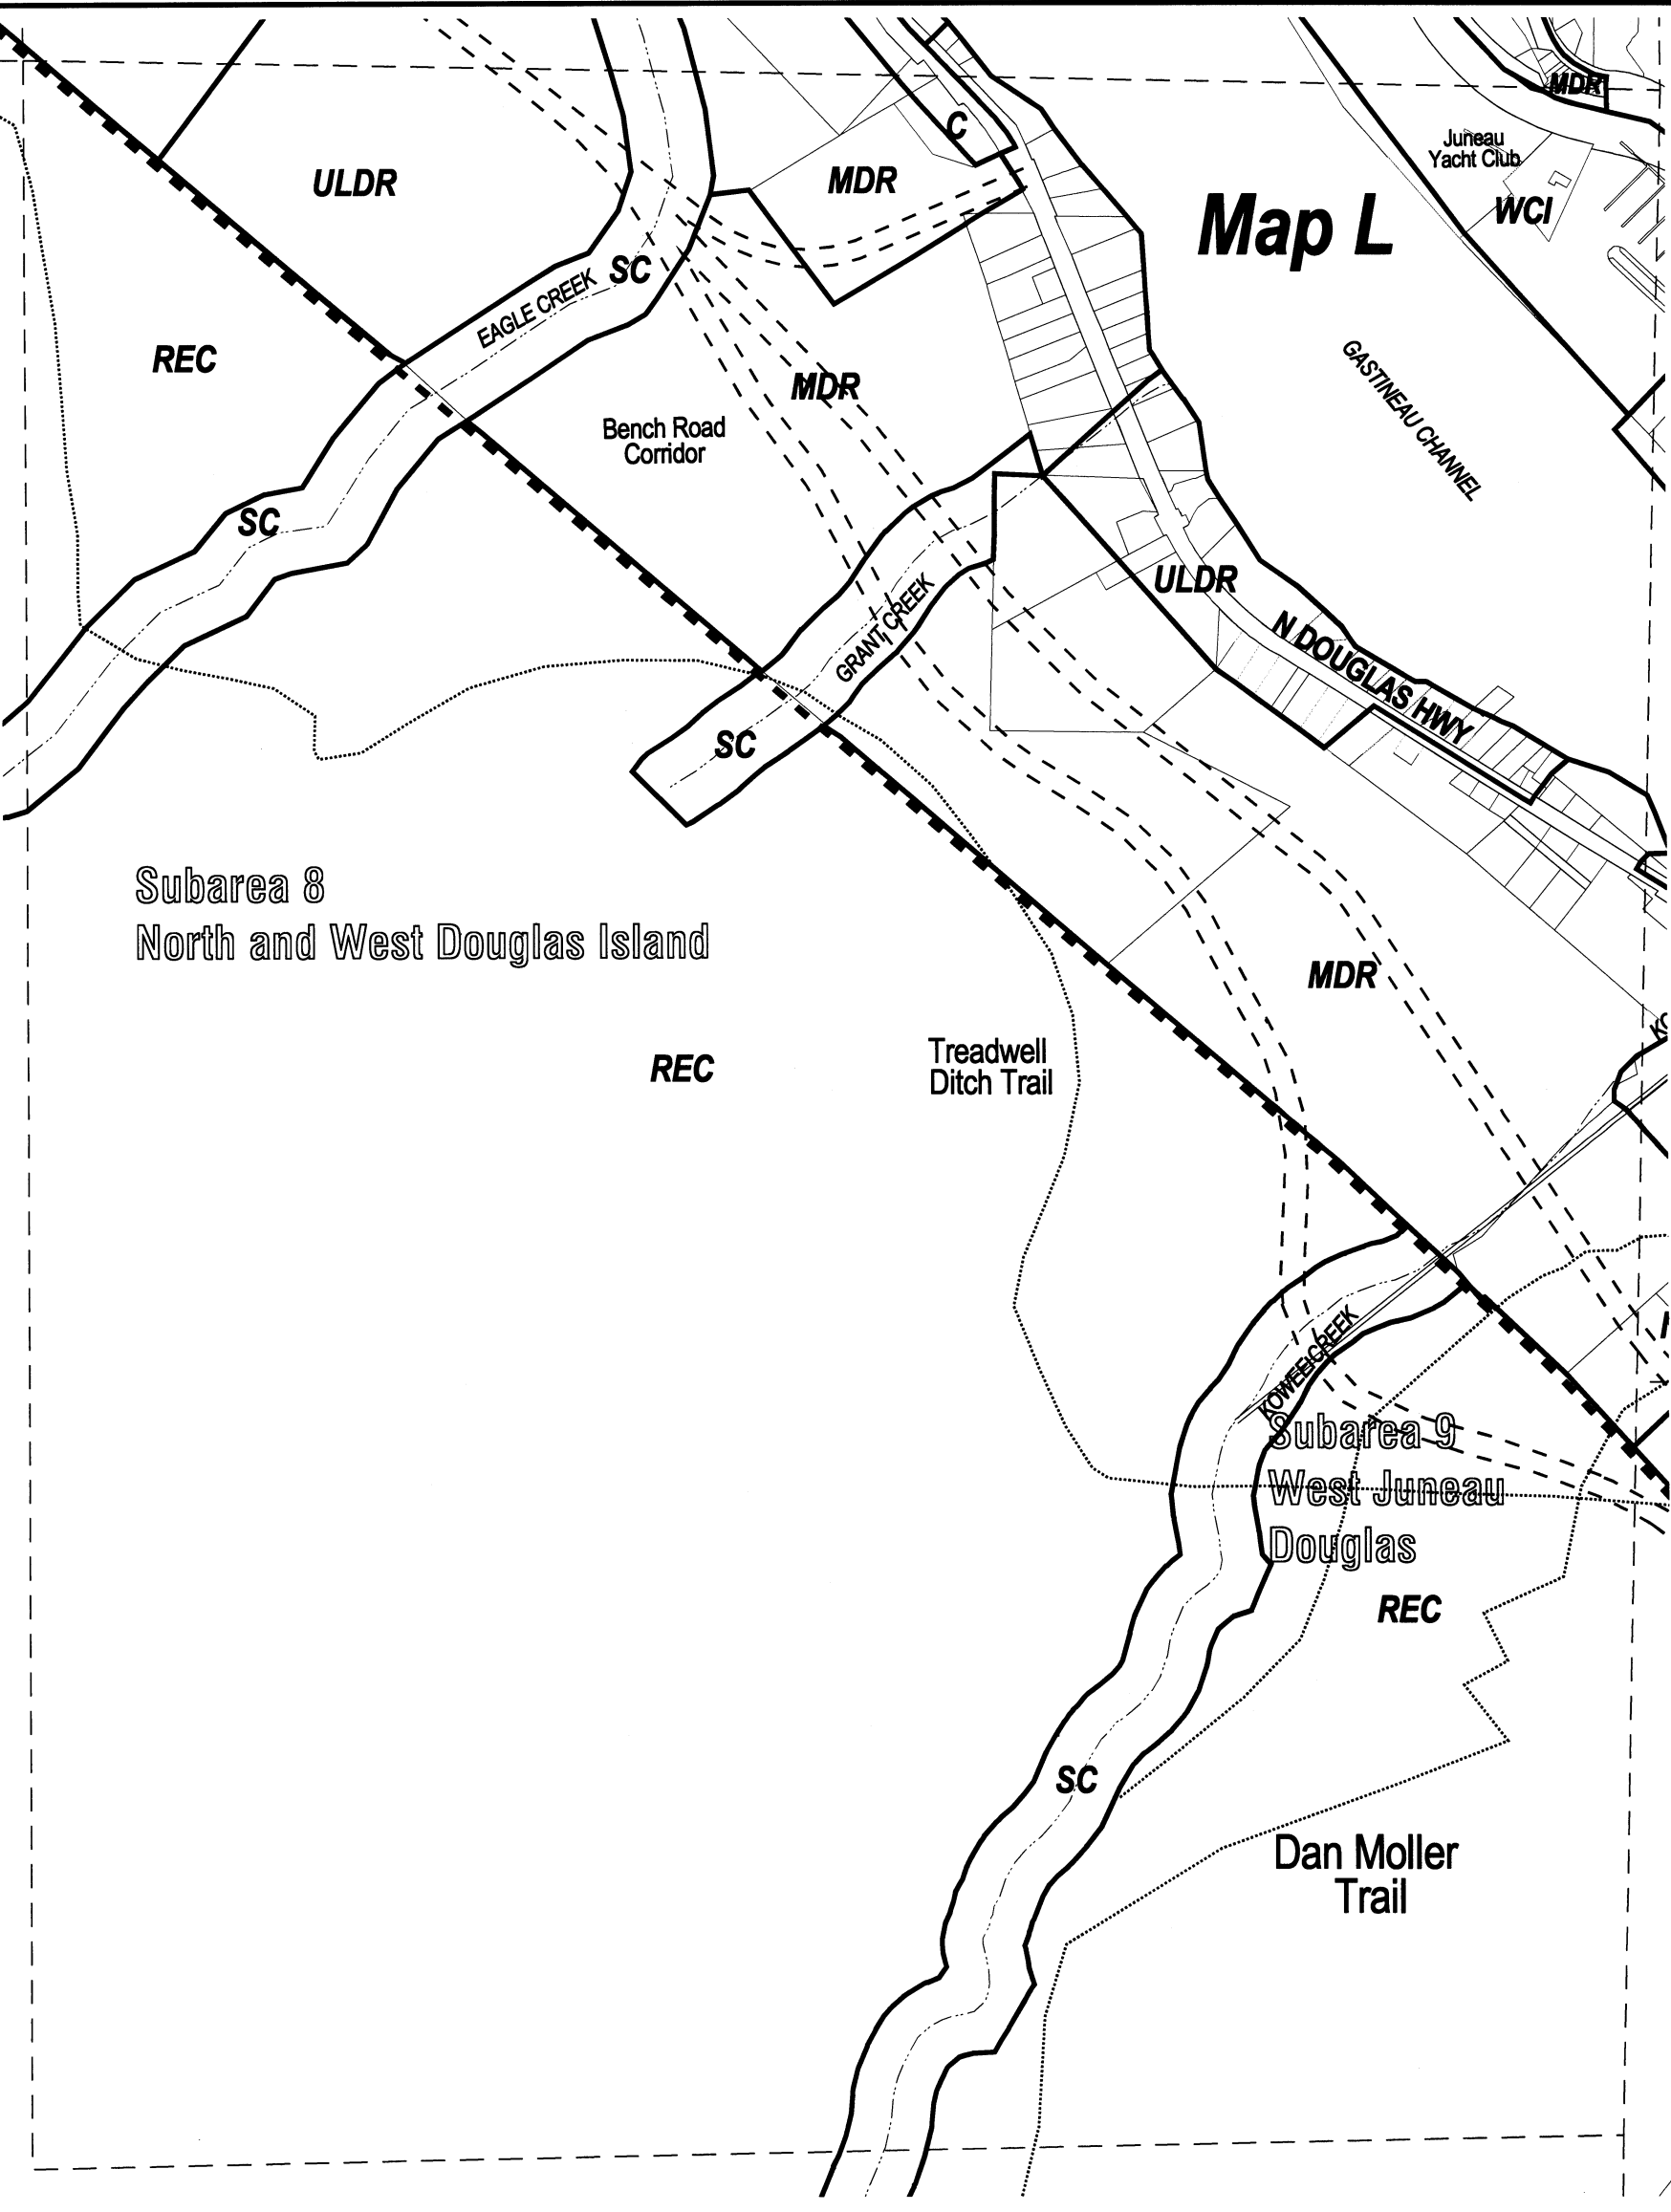 MDR
Juneau
Yacht Club
C
ULDR
MDR
WCI
Map L
SC
EAGLE CREEK
REC
MDR
GASTINEAU CHANNEL
Bench Road
Corridor
SC
ULDR
GRANT CREEK
N DOUGLAS HWY
SC
Subarea 8
North and West Douglas Island
MDR
REC
Treadwell
Ditch Trail
KOWEE CREEK
Subarea 9
West Juneau
Douglas
REC
SC
Dan Moller
Trail